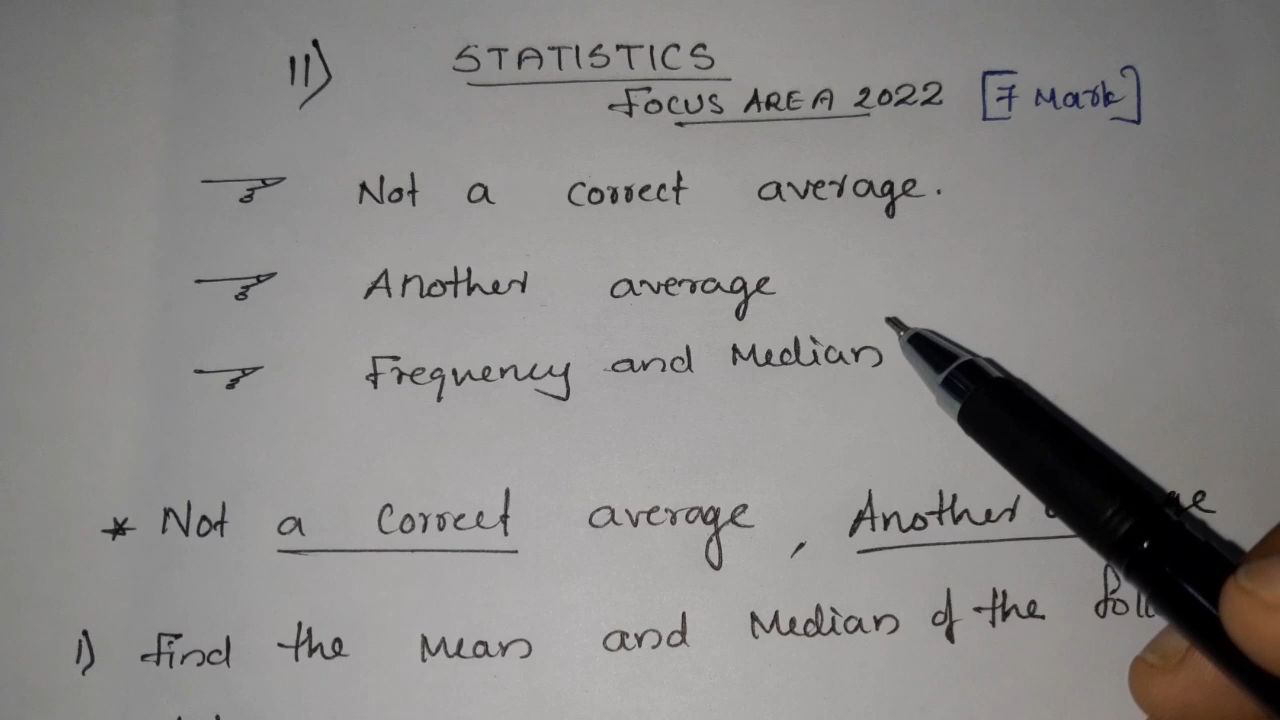 11) STATISTICS
FOCUS AREA 2022 [7 Mark]
Not a correct average.
Another average
Frequency and Median
* Not a correct average, Another
1) Find the Mean and Median of the